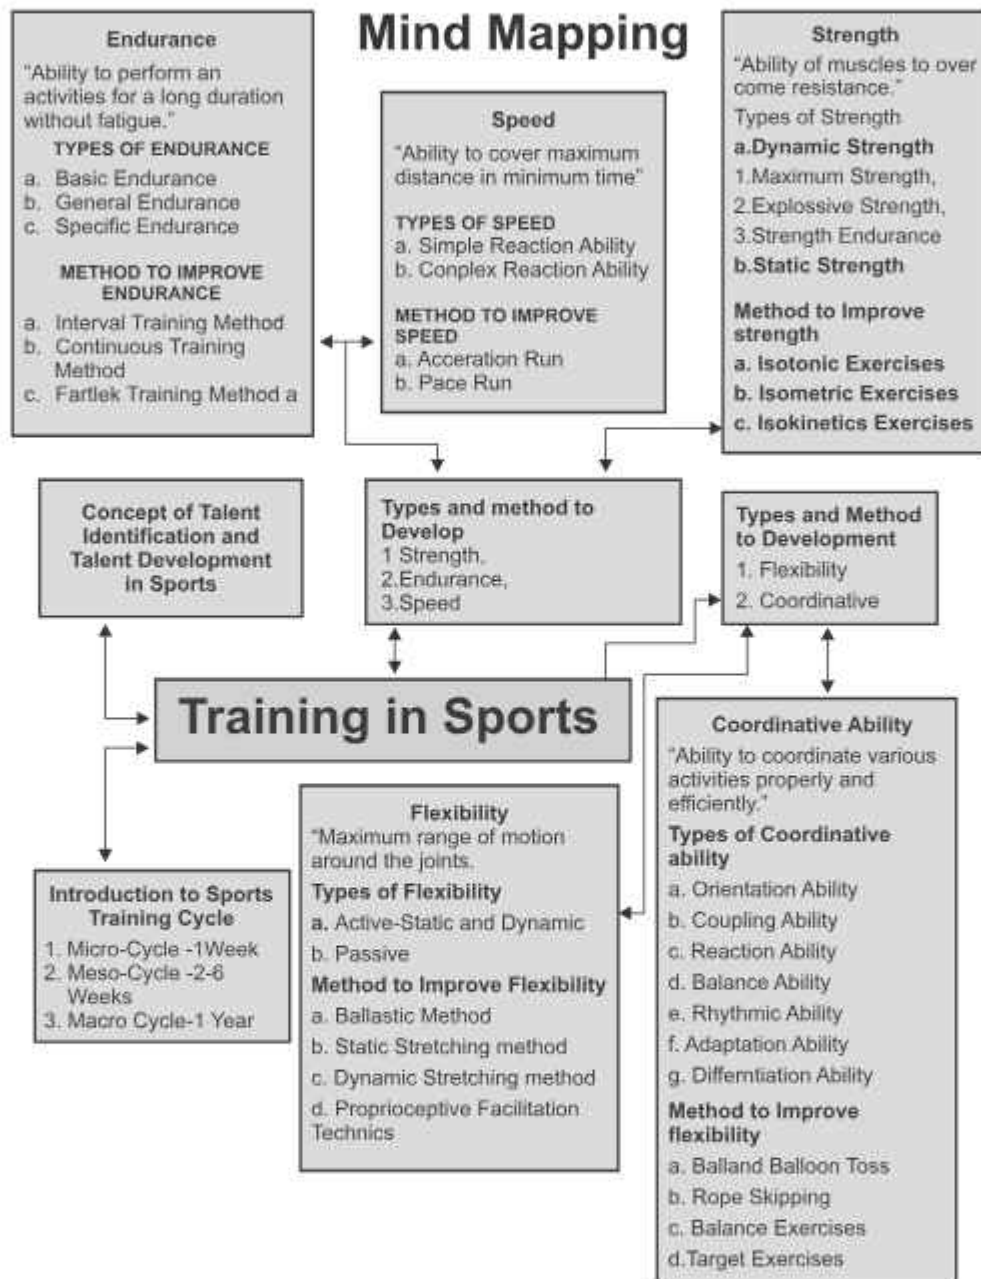 Mind Mapping
Endurance
"Ability to perform an
activities for a long duration
without fatigue."
TYPES OF ENDURANCE
a. Basic Endurance
b. General Endurance
c. Specific Endurance
METHOD TO IMPROVE
ENDURANCE
a. Interval Training Method
b. Continuous Training
Method
c. Fartlek Training Method a
Speed
"Ability to cover maximum
distance in minimum time"
TYPES OF SPEED
a. Simple Reaction Ability
b. Conplex Reaction Ability
METHOD TO IMPROVE
SPEED
a. Acceration Run
b. Pace Run
Strength
"Ability of muscles to over
come resistance."
Types of Strength
a.Dynamic Strength
1.Maximum Strength,
2.Explossive Strength,
3.Strength Endurance
b.Static Strength
Method to Improve
strength
a. Isotonic Exercises
b. Isometric Exercises
c. Isokinetics Exercises
Concept of Talent
Identification and
Talent Development
in Sports
Types and method to
Develop
1 Strength,
2.Endurance,
3.Speed
Types and Method
to Development
1. Flexibility
2. Coordinative
Training in Sports
Introduction to Sports
Training Cycle
1. Micro-Cycle -1Week
2. Meso-Cycle -2-6
Weeks
3. Macro Cycle-1 Year
Flexibility
"Maximum range of motion
around the joints.
Types of Flexibility
a. Active-Static and Dynamic
b. Passive
Method to Improve Flexibility
a. Ballastic Method
b. Static Stretching method
c. Dynamic Stretching method
d. Proprioceptive Facilitation
Technics
Coordinative Ability
"Ability to coordinate various
activities properly and
efficiently."
Types of Coordinative
ability
a. Orientation Ability
b. Coupling Ability
c. Reaction Ability
d. Balance Ability
e. Rhythmic Ability
f. Adaptation Ability
g. Differntiation Ability
Method to Improve
flexibility
a. Balland Balloon Toss
b. Rope Skipping
c. Balance Exercises
d.Target Exercises